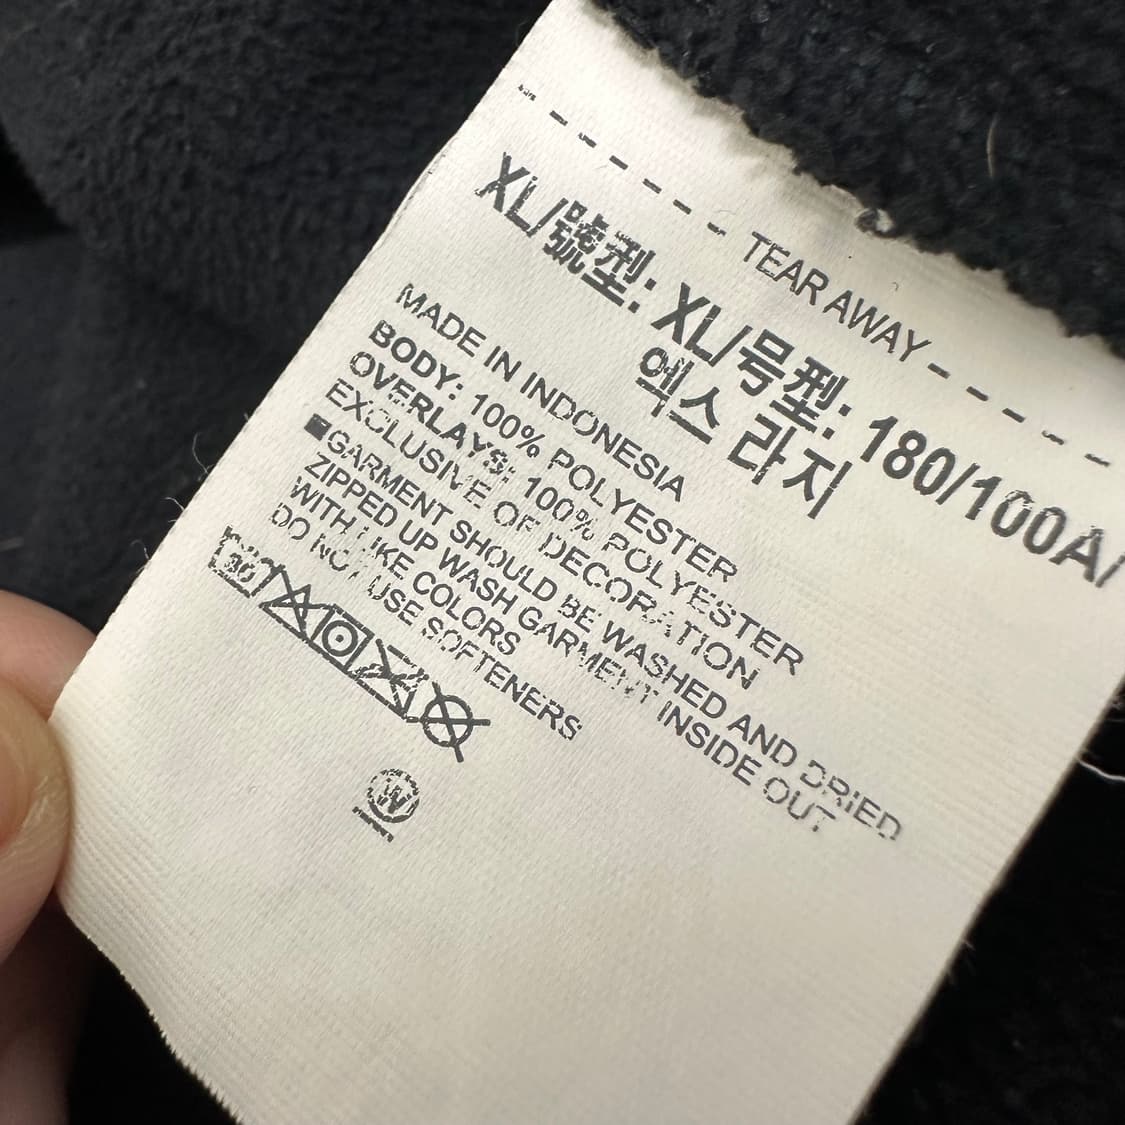 TEAR AWAY
XL/號型: XL/号型: 180/100A/
엑스 라지
MADE IN INDONESIA
BODY: 100% POLYESTER
OVERLAYS: 100% POLYESTER
EXCLUSIVE OF DECORATION
GARMENT SHOULD BE WASHED AND DRIED
ZIPPED UP WASH GARMENT INSIDE OUT
WITH LIKE COLORS
DO NOT USE SOFTENERS
30
W